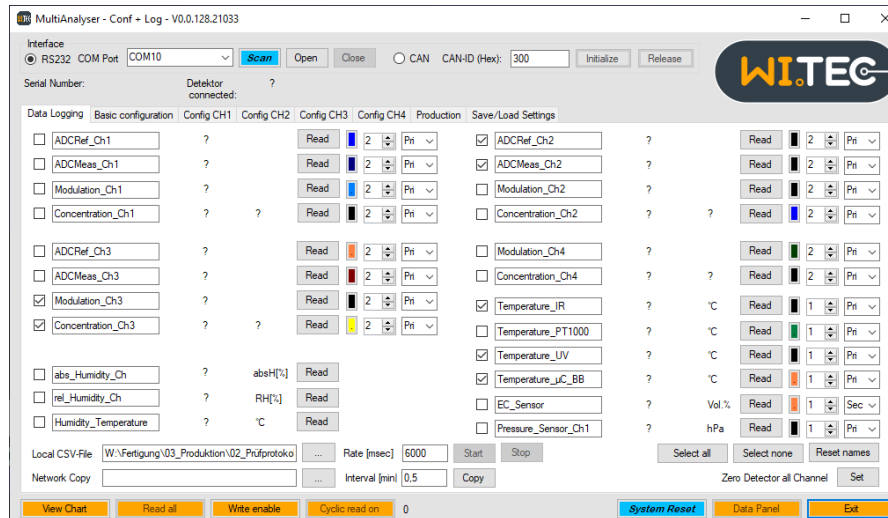 MultiAnalyser - Conf + Log - V0.0.128.21033
Interface
RS232 COM Port COM10 Scan Open Close CAN CAN-ID (Hex): 300 Initialize Release
WI.TEC
Serial Number: Detektor connected: ?
Data Logging Basic configuration Config CH1 Config CH2 Config CH3 Config CH4 Production Save/Load Settings
ADCRef_Ch1 ? Read 2 Pri ADCRef_Ch2 ? Read 2 Pri
ADCMeas_Ch1 ? Read 2 Pri ADCMeas_Ch2 ? Read 2 Pri
Modulation_Ch1 ? Read 2 Pri Modulation_Ch2 ? Read 2 Pri
Concentration_Ch1 ? ? Read 2 Pri Concentration_Ch2 ? ? Read 2 Pri
ADCRef_Ch3 ? Read 2 Pri Modulation_Ch4 ? Read 2 Pri
ADCMeas_Ch3 ? Read 2 Pri Concentration_Ch4 ? ? Read 2 Pri
Modulation_Ch3 ? Read 2 Pri Temperature_IR ? °C Read 1 Pri
Concentration_Ch3 ? ? Read 2 Pri Temperature_PT1000 ? °C Read 1 Pri
Temperature_UV ? °C Read 1 Pri
abs_Humidity_Ch ? absH[%] Read Temperature_µC_BB ? °C Read 1 Pri
rel_Humidity_Ch ? RH[%] Read EC_Sensor ? Vol.% Read 1 Sec
Humidity_Temperature ? °C Read Pressure_Sensor_Ch1 ? hPa Read 1 Pri
Local CSV-File W:\Fertigung\03_Produktion\02_Prüfprotoko ... Rate [msec] 6000 Start Stop Select all Select none Reset names
Network Copy ... Interval [min] 0,5 Copy Zero Detector all Channel Set
View Chart Read all Write enable Cyclic read on 0 System Reset Data Panel Exit